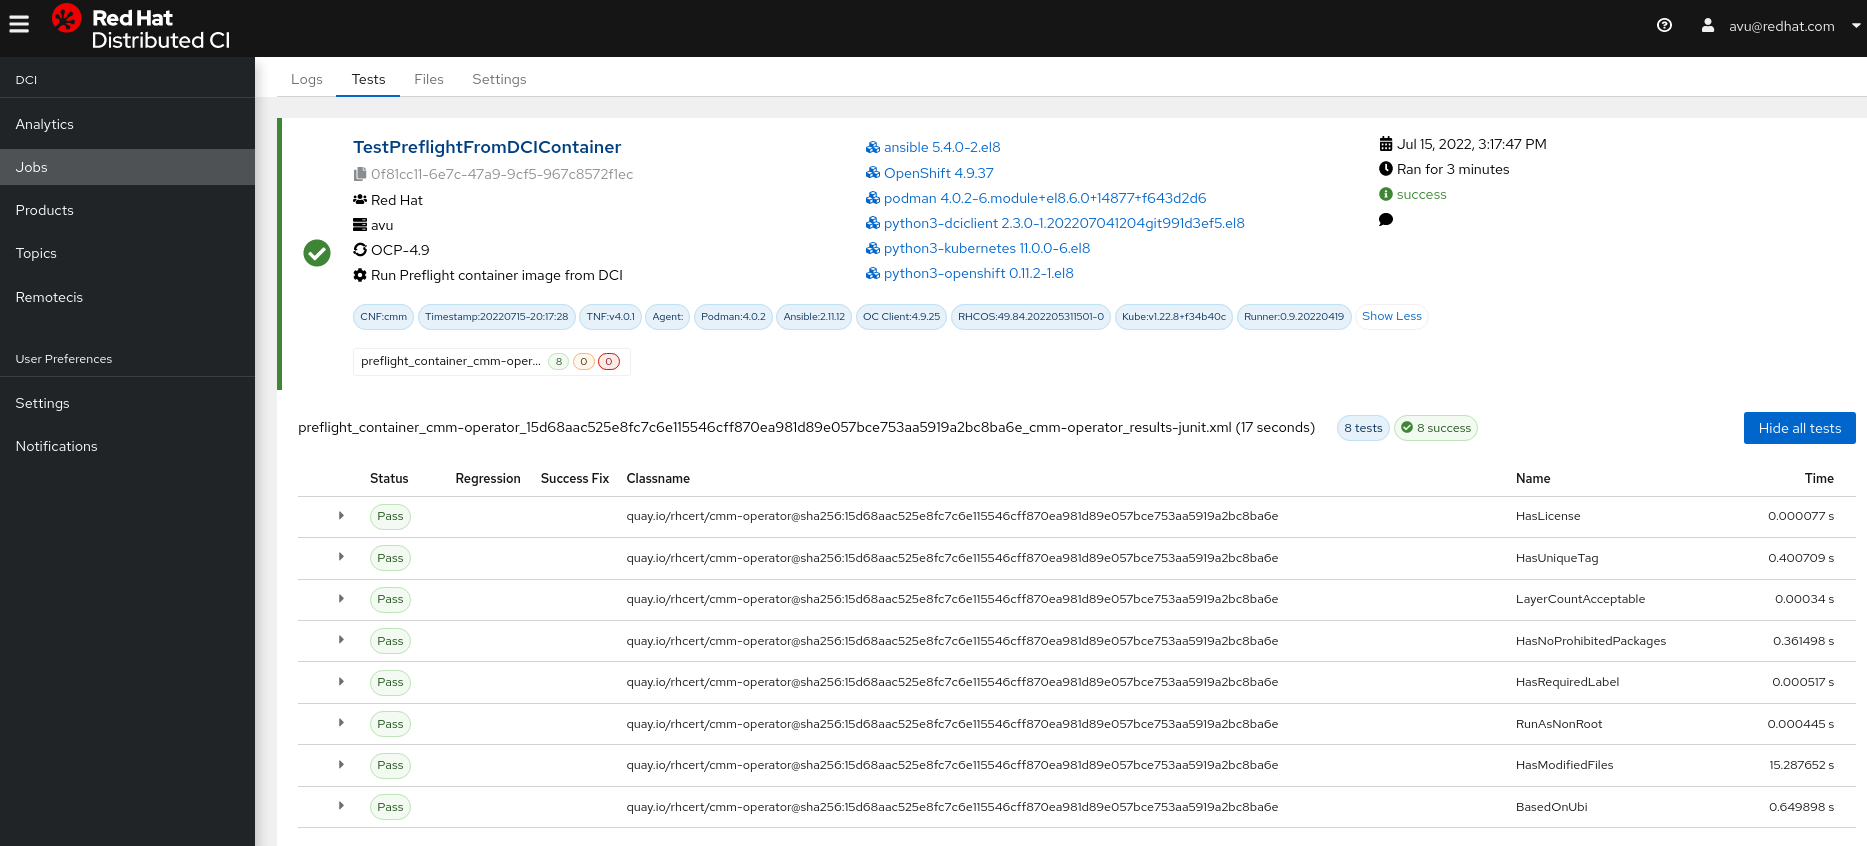 Red Hat
Distributed CI
avu@redhat.com
DCI
Analytics
Jobs
Products
Topics
Remotecis
User Preferences
Settings
Notifications
Logs Tests Files Settings
TestPreflightFromDCIContainer
0f81cc11-6e7c-47a9-9cf5-967c8572f1ec
Red Hat
avu
OCP-4.9
Run Preflight container image from DCI
ansible 5.4.0-2.el8
OpenShift 4.9.37
podman 4.0.2-6.module+el8.6.0+14877+f643d2d6
python3-dciclient 2.3.0-1.202207041204git991d3ef5.el8
python3-kubernetes 11.0.0-6.el8
python3-openshift 0.11.2-1.el8
Jul 15, 2022, 3:17:47 PM
Ran for 3 minutes
success
CNF:cmm Timestamp:20220715-20:17:28 TNF:v4.0.1 Agent: Podman:4.0.2 Ansible:2.11.12 OC Client:4.9.25 RHCOS:49.84.202205311501-0 Kube:v1.22.8+f34b40c Runner:0.9.20220419 Show Less
preflight_container_cmm-oper... 8 0 0
preflight_container_cmm-operator_15d68aac525e8fc7c6e115546cff870ea981d89e057bce753aa5919a2bc8ba6e_cmm-operator_results-junit.xml (17 seconds) 8 tests 8 success Hide all tests
Status Regression Success Fix Classname Name Time
Pass quay.io/rhcert/cmm-operator@sha256:15d68aac525e8fc7c6e115546cff870ea981d89e057bce753aa5919a2bc8ba6e HasLicense 0.000077 s
Pass quay.io/rhcert/cmm-operator@sha256:15d68aac525e8fc7c6e115546cff870ea981d89e057bce753aa5919a2bc8ba6e HasUniqueTag 0.400709 s
Pass quay.io/rhcert/cmm-operator@sha256:15d68aac525e8fc7c6e115546cff870ea981d89e057bce753aa5919a2bc8ba6e LayerCountAcceptable 0.00034 s
Pass quay.io/rhcert/cmm-operator@sha256:15d68aac525e8fc7c6e115546cff870ea981d89e057bce753aa5919a2bc8ba6e HasNoProhibitedPackages 0.361498 s
Pass quay.io/rhcert/cmm-operator@sha256:15d68aac525e8fc7c6e115546cff870ea981d89e057bce753aa5919a2bc8ba6e HasRequiredLabel 0.000517 s
Pass quay.io/rhcert/cmm-operator@sha256:15d68aac525e8fc7c6e115546cff870ea981d89e057bce753aa5919a2bc8ba6e RunAsNonRoot 0.000445 s
Pass quay.io/rhcert/cmm-operator@sha256:15d68aac525e8fc7c6e115546cff870ea981d89e057bce753aa5919a2bc8ba6e HasModifiedFiles 15.287652 s
Pass quay.io/rhcert/cmm-operator@sha256:15d68aac525e8fc7c6e115546cff870ea981d89e057bce753aa5919a2bc8ba6e BasedOnUbi 0.649898 s